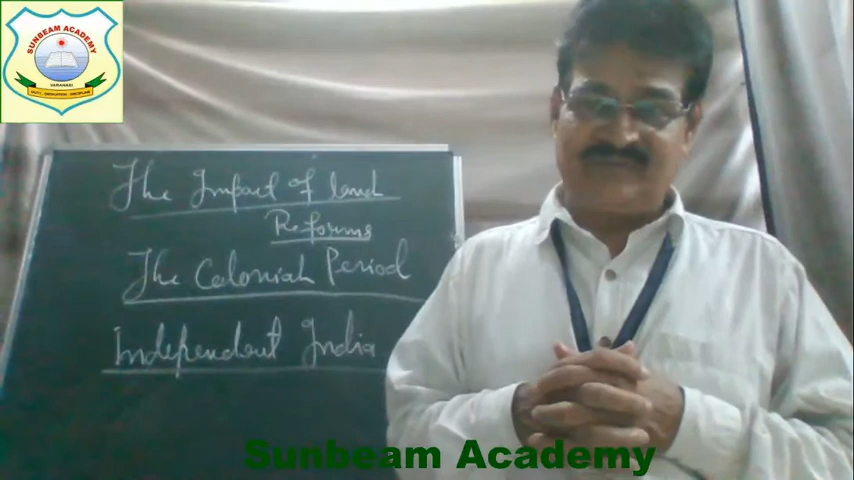 SUNBEAM ACADEMY
VARANASI
The Impact of land
Reforms
The Colonial Period
Independent India
Sunbeam Academy